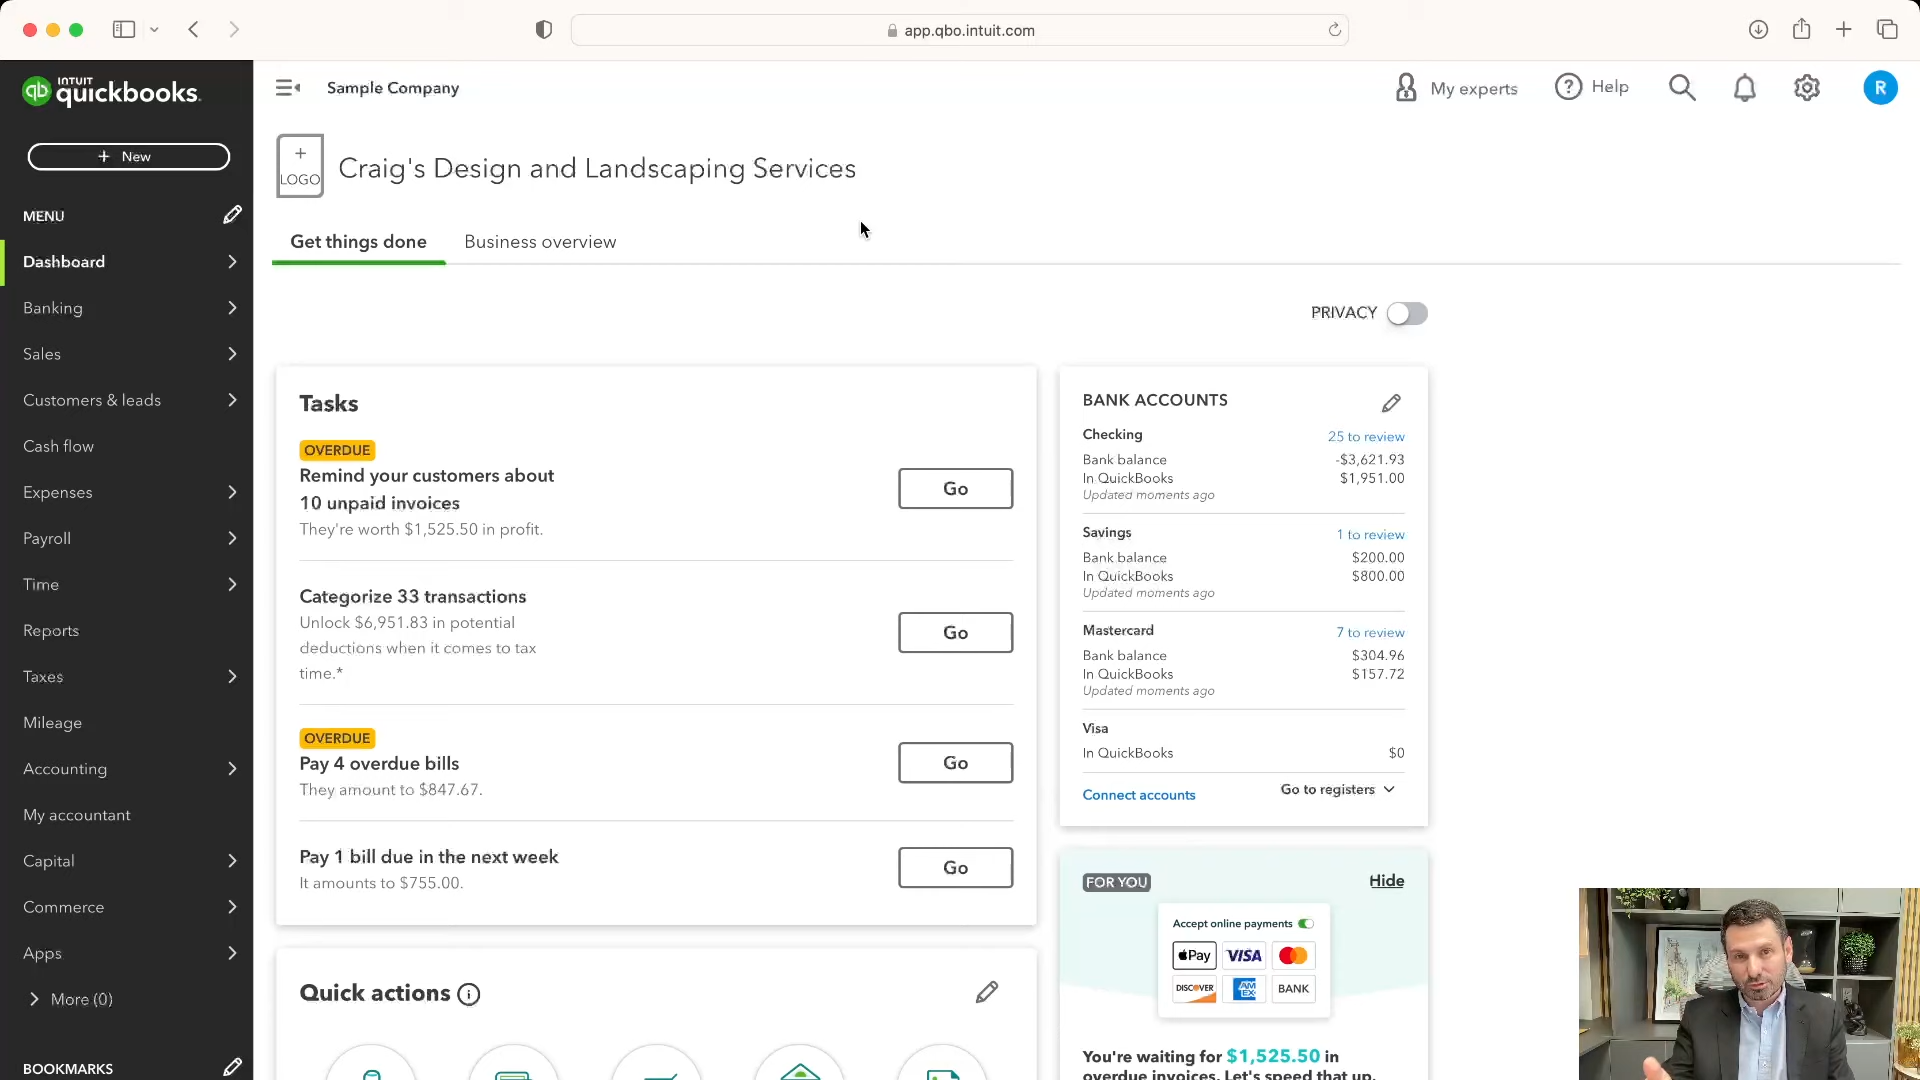 app.qbo.intuit.com
INTUIT
qb quickbooks.
Sample Company
My experts
? Help
R
+ New
+
LOGO
Craig's Design and Landscaping Services
MENU
Get things done
Business overview
Dashboard
Banking
Sales
Customers & leads
Cash flow
Expenses
Payroll
Time
Reports
Taxes
Mileage
Accounting
My accountant
Capital
Commerce
Apps
More (0)
BOOKMARKS
PRIVACY
Tasks
OVERDUE
Remind your customers about
10 unpaid invoices
They're worth $1,525.50 in profit.
Go
Categorize 33 transactions
Unlock $6,951.83 in potential
deductions when it comes to tax
time.*
Go
OVERDUE
Pay 4 overdue bills
They amount to $847.67.
Go
Pay 1 bill due in the next week
It amounts to $755.00.
Go
Quick actions
BANK ACCOUNTS
Checking 25 to review
Bank balance -$3,621.93
In QuickBooks $1,951.00
Updated moments ago
Savings 1 to review
Bank balance $200.00
In QuickBooks $800.00
Updated moments ago
Mastercard 7 to review
Bank balance $304.96
In QuickBooks $157.72
Updated moments ago
Visa
In QuickBooks $0
Connect accounts Go to registers
FOR YOU Hide
Accept online payments
Pay VISA
DISCOVER AM EX BANK
You're waiting for $1,525.50 in
overdue invoices. Let's speed that up.